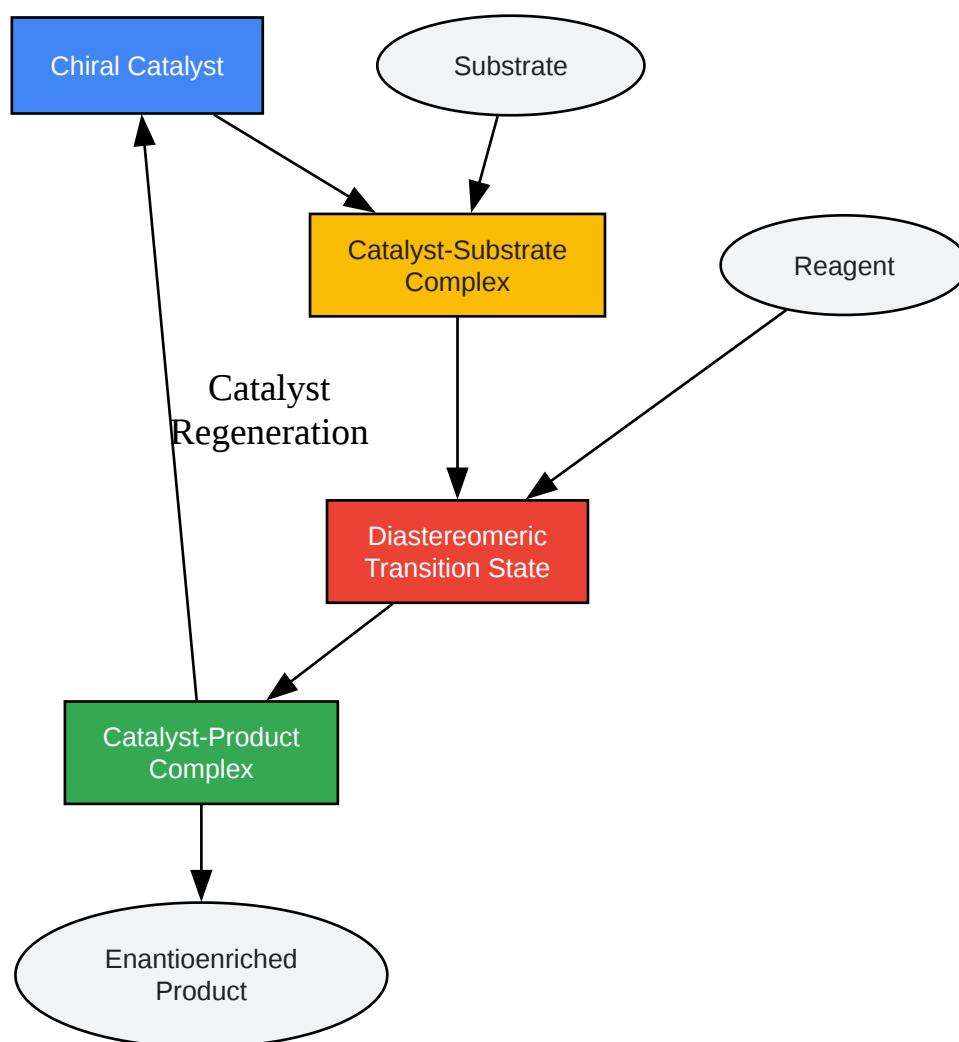 Chiral Catalyst
Substrate
Catalyst-Substrate
Complex
Reagent
Catalyst
Regeneration
Diastereomeric
Transition State
Catalyst-Product
Complex
Enantioenriched
Product